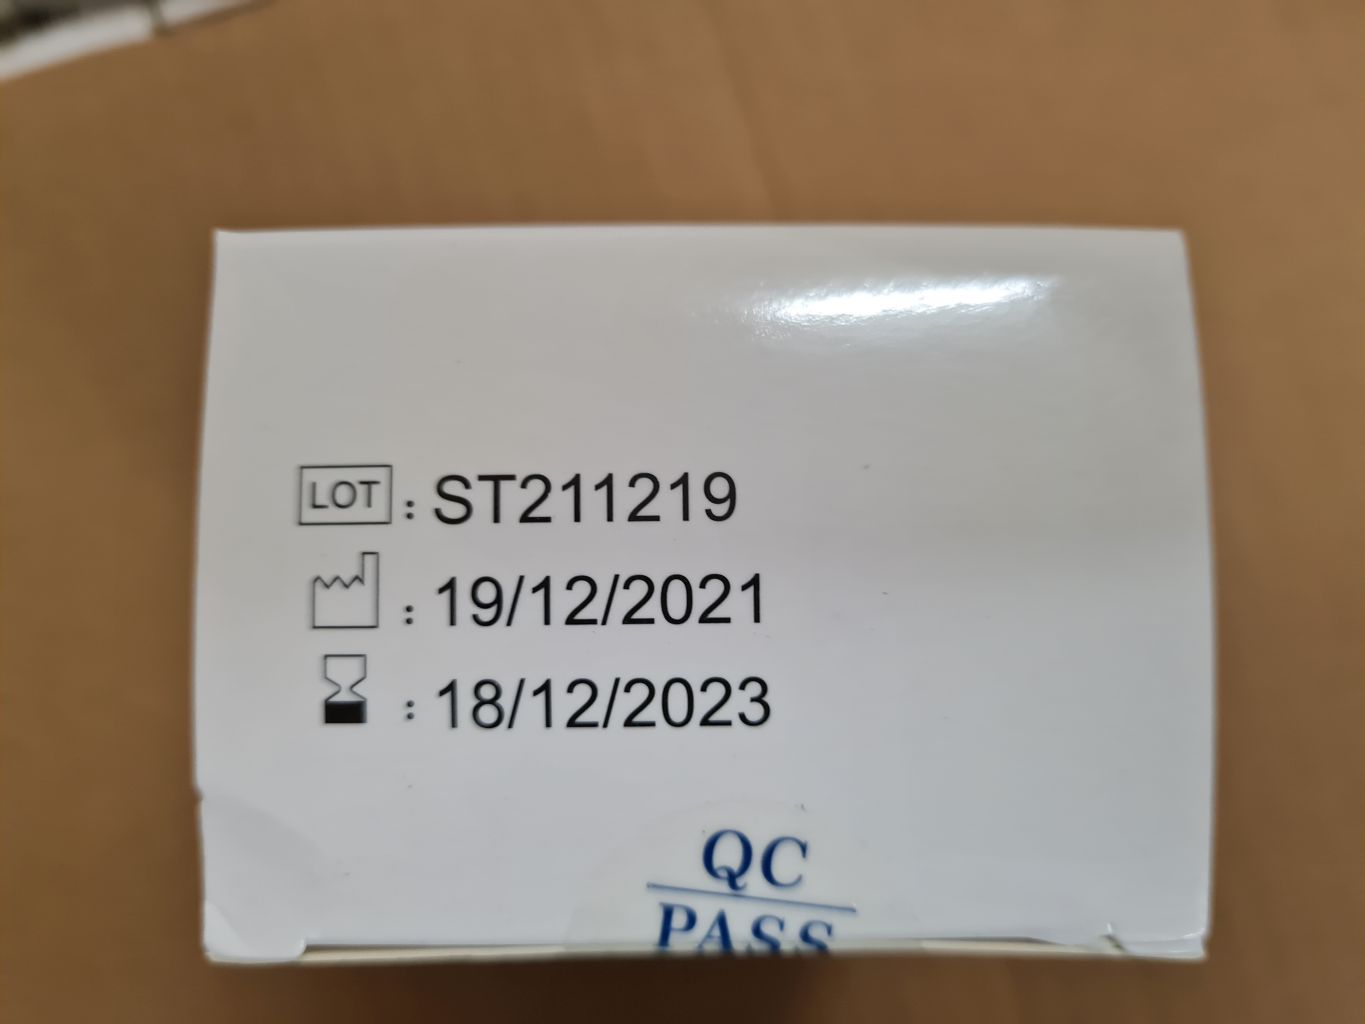 LOT : ST211219
: 19/12/2021
: 18/12/2023
QC
PASS